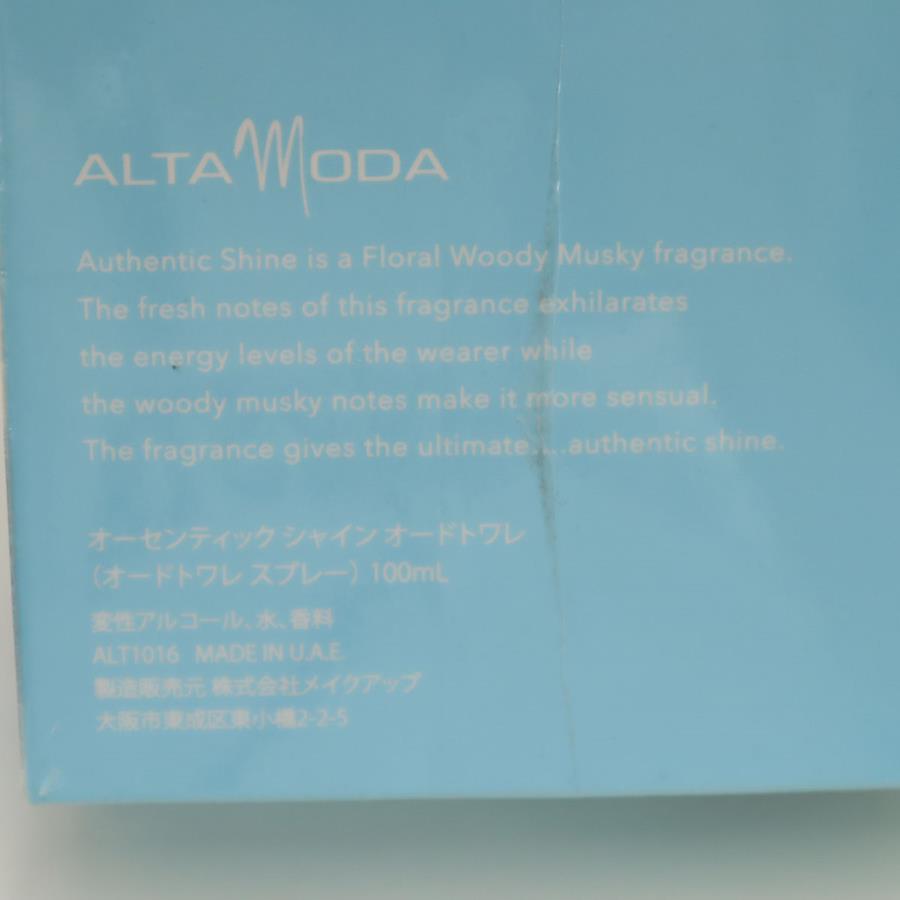 ALTAMODA
Authentic Shine is a Floral Woody Musky fragrance.
The fresh notes of this fragrance exhilarates
the energy levels of the wearer while
the woody musky notes make it more sensual.
The fragrance gives the ultimate.....authentic shine.
オーセンティック シャイン オードトワレ
（オードトワレ スプレー）100mL
変性アルコール、水、香料
ALT1016 MADE IN U.A.E.
製造販売元 株式会社メイクアップ
大阪市東成区東小橋2-2-5